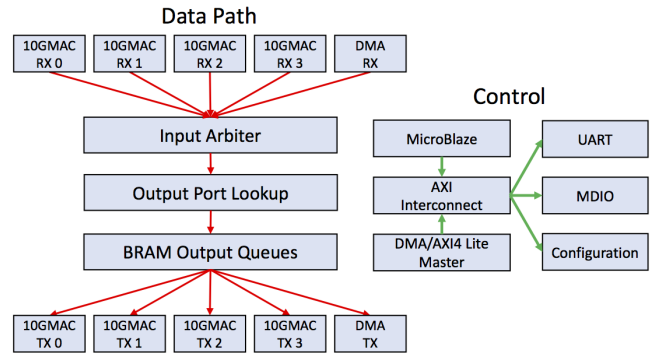 Data Path
10GMAC
RX 0
10GMAC
RX 1
10GMAC
RX 2
10GMAC
RX 3
DMA
RX
Input Arbiter
Output Port Lookup
BRAM Output Queues
10GMAC
TX 0
10GMAC
TX 1
10GMAC
TX 2
10GMAC
TX 3
DMA
TX
Control
MicroBlaze
AXI
Interconnect
DMA/AXI4 Lite
Master
UART
MDIO
Configuration